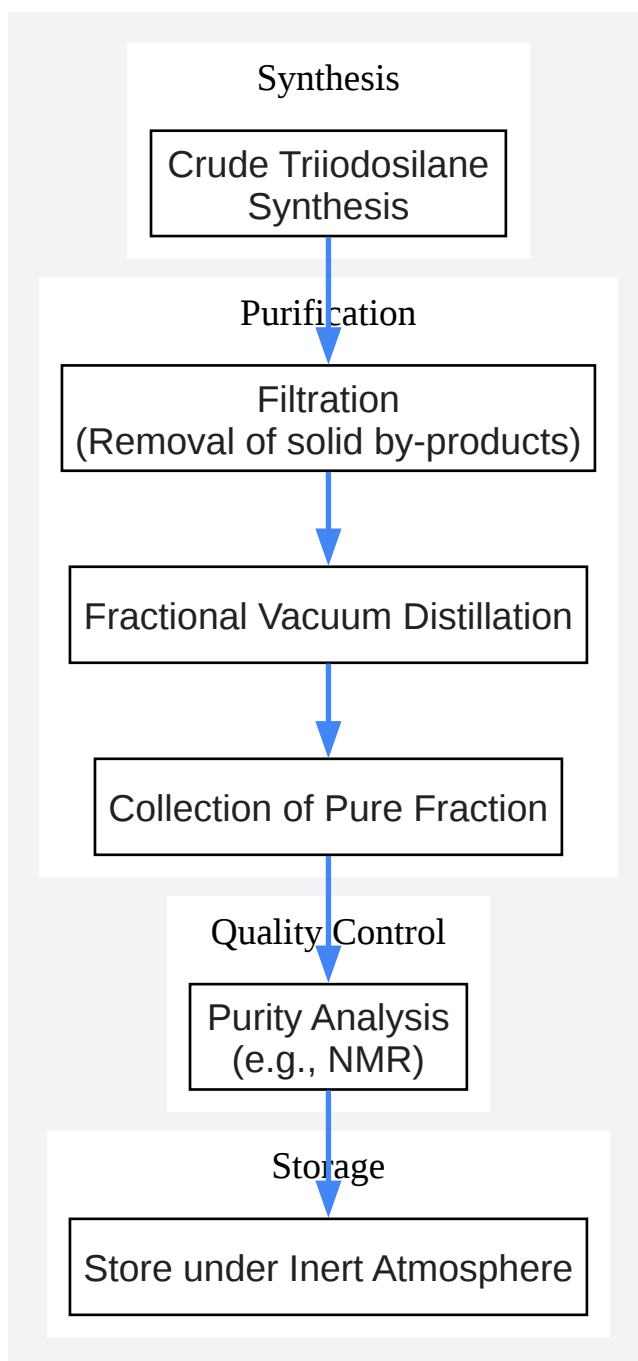 Synthesis
Crude Triiodosilane
Synthesis
Purification
Filtration
(Removal of solid by-products)
Fractional Vacuum Distillation
Collection of Pure Fraction
Quality Control
Purity Analysis
(e.g., NMR)
Storage
Store under Inert Atmosphere